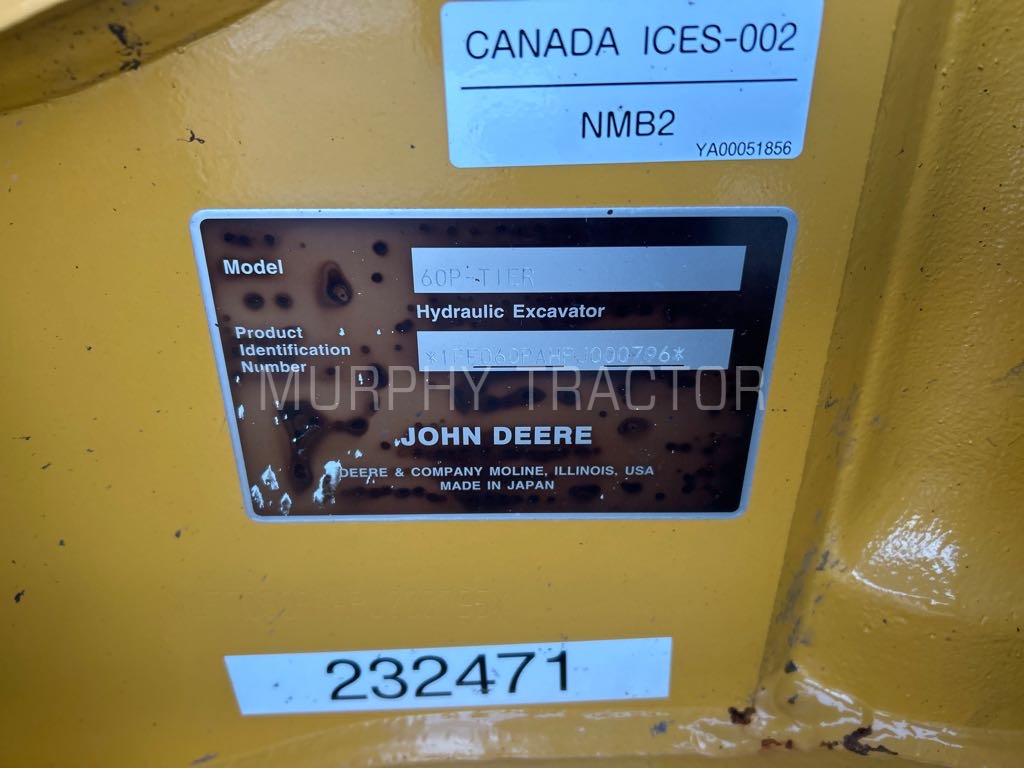 CANADA ICES-002
NMB2
YA00051856
Model
60P-TIER
Hydraulic Excavator
Product
Identification
Number
*1FF060PAHPJ000796*
MURPHY TRACTOR
JOHN DEERE
DEERE & COMPANY MOLINE, ILLINOIS, USA
MADE IN JAPAN
232471